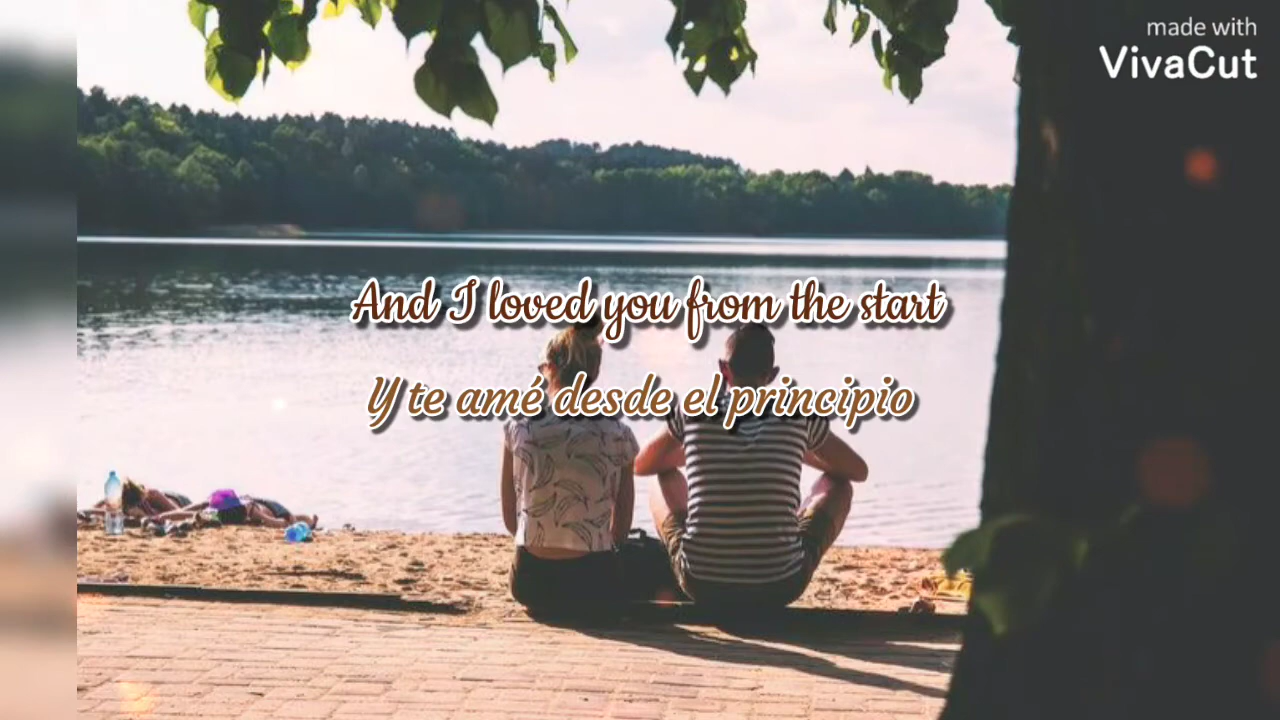 made with
VivaCut
And I loved you from the start
Y te amé desde el principio